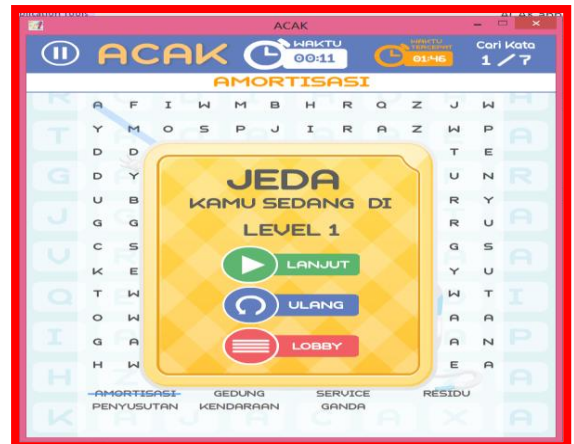 ACAK
ACAK
WAKTU
00:11
WAKTU TERCEPAT
01:46
Cari Kata
1/7
AMORTISASI
A F I W M B H R Q Z J W
Y M O S P J I R A Z W P
D D T E
D Y U N
U B R Y
G G R U
C S G S
K E Y U
T W W T
O W A A
G A A N
H W E A
JEDA
KAMU SEDANG DI
LEVEL 1
LANJUT
ULANG
LOBBY
AMORTISASI GEDUNG SERVICE RESIDU
PENYUSUTAN KENDARAAN GANDA